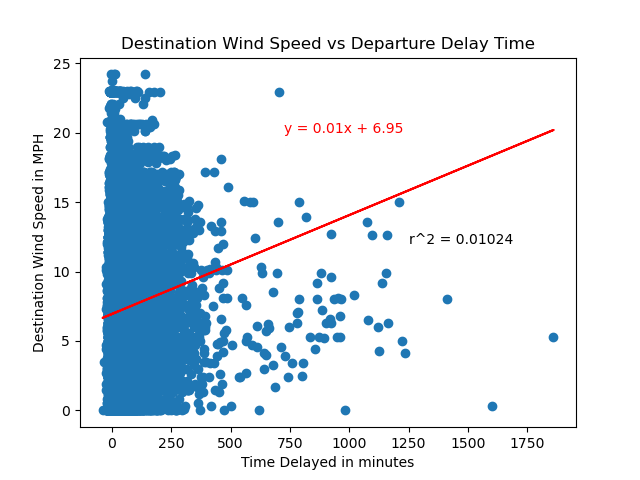 Destination Wind Speed vs Departure Delay Time
25
20
15
10
5
0
Destination Wind Speed in MPH
y = 0.01x + 6.95
r^2 = 0.01024
0 250 500 750 1000 1250 1500 1750
Time Delayed in minutes